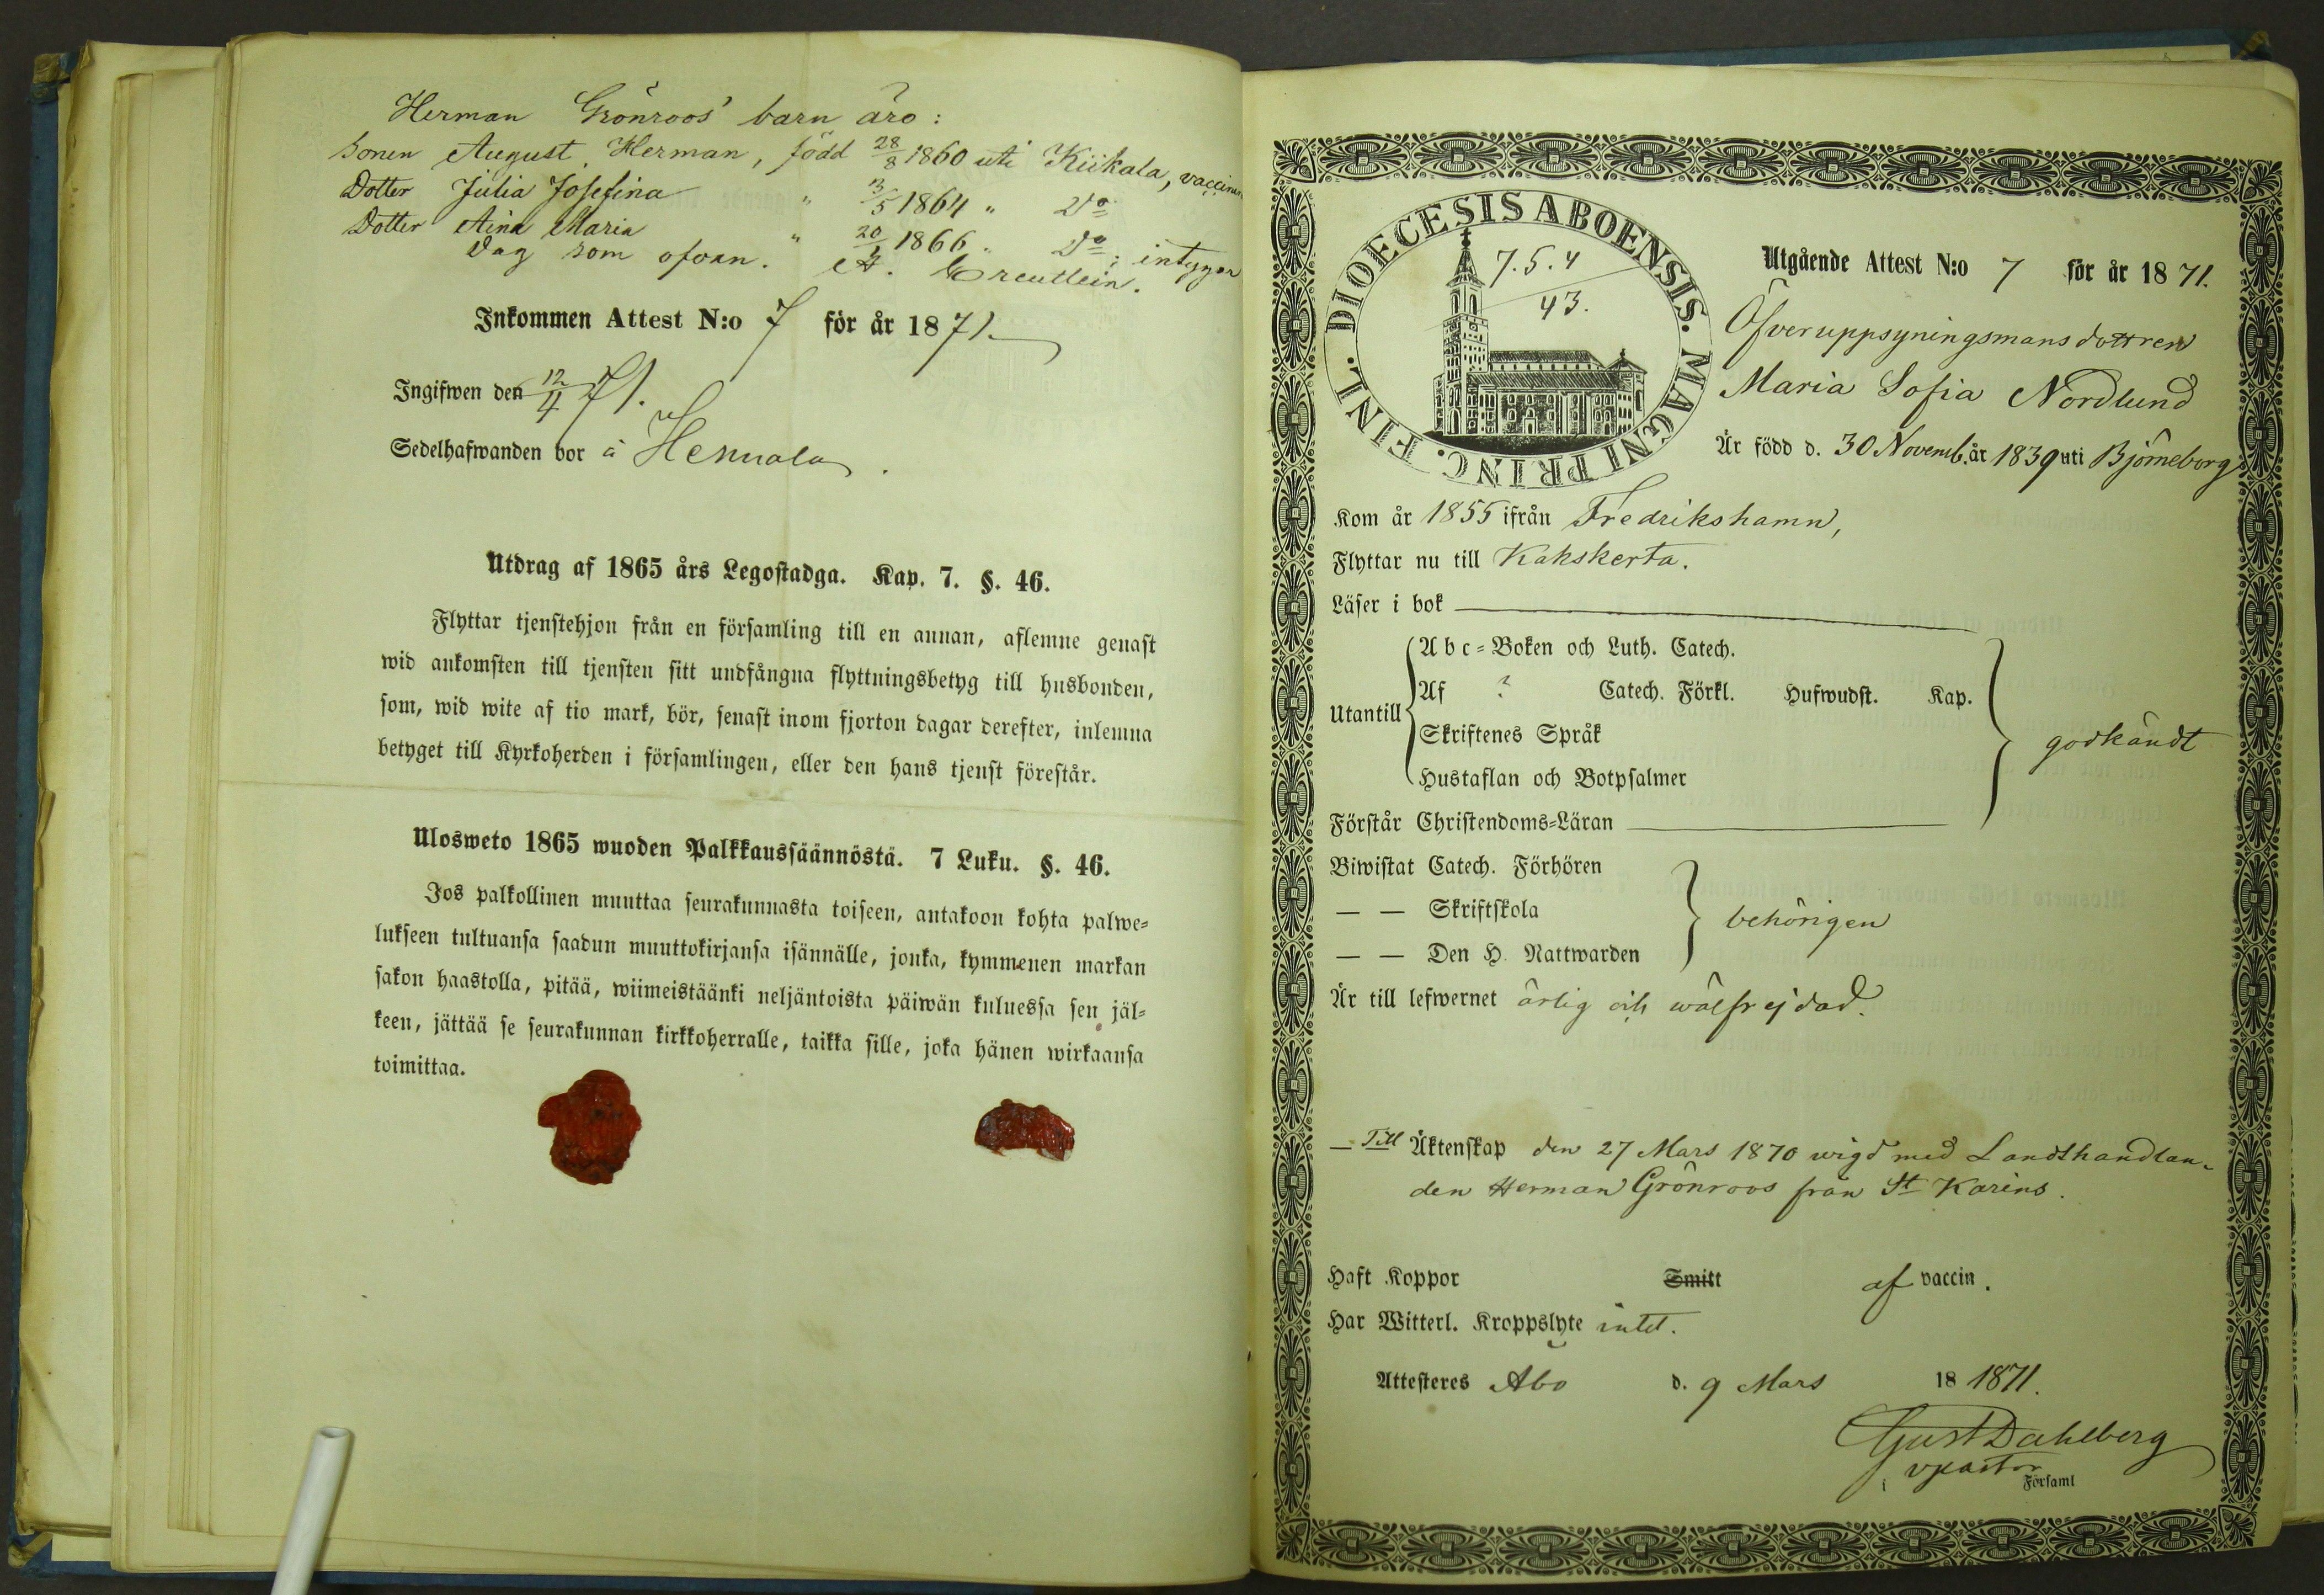 Herman Grönroos' barn äro:
Sonen August Herman, född 28/8 1860 uti Kiikala, vacciner.
Dotter Julia Josefina " 13/5 1864 " Do
Dotter Aina Maria " 20/1 1866 " Do; intygar
Dag som ofvan. A. Creutlein.
Inkommen Attest N:o 7 för år 1871.
Ingifwen den 12/4 71.
Sedelhafwanden bor å Hennala.
Utdrag af 1865 års Legostadga. Kap. 7. §. 46.
Flyttar tjenstehjon från en församling till en annan, aflemne genast
wid ankomsten till tjensten sitt undfångna flyttningsbetyg till husbonden,
som, wid wite af tio mark, bör, senast inom fjorton dagar derefter, inlemna
betyget till Kyrkoherden i församlingen, eller den hans tjenst förestår.
Ulosweto 1865 wuoden Palkkaussäännöstä. 7 Luku. §. 46.
Jos palkollinen muuttaa seurakunnasta toiseen, antakoon kohta palwe-
lukseen tultuansa saadun muuttokirjansa isännälle, jonka, kymmenen markan
sakon haastolla, pitää, wiimeistäänki neljäntoista päiwän kuluessa sen jäl-
keen, jättää se seurakunnan kirkkoherralle, taikka sille, joka hänen wirkaansa
toimittaa.
DIOECESIS ABOENSIS. MAGNI PRINC. FINL.
7.5.4
43.
Utgående Attest N:o 7 för år 1871.
Öfveruppsyningsmansdottren
Maria Sofia Nordlund
Är född d. 30 Novemb. år 1839 uti Björneborg
Kom år 1855 ifrån Fredrikshamn,
Flyttar nu till Kakskerta.
Läser i bok
Utantill
A b c-Boken och Luth. Catech.
Af ? Catech. Förkl. Hufwudst. Kap.
Skriftenes Språk
Hustaflan och Botpsalmer
godkändt
Förstår Christendoms-Läran
Biwistat Catech. Förhören
— — Skriftskola
— — Den H. Nattwarden
behörigen
Är till lefwernet ärlig och wälfrejdad.
— Till Äktenskap den 27 Mars 1870 wigd med Landthandlan-
den Herman Grönroos från St Karins.
Haft Koppor Smitt af vaccin.
Har Witterl. Kroppslyte intet.
Attesteres Åbo d. 9 Mars 18 1871.
Gust Dahlberg
vpastor
i Församl